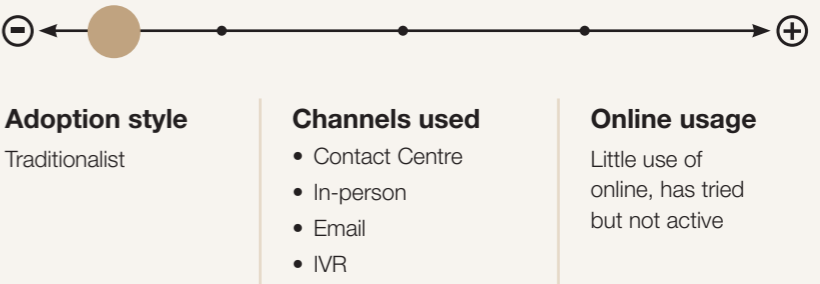 Adoption style
Traditionalist
Channels used
• Contact Centre
• In-person
• Email
• IVR
Online usage
Little use of
online, has tried
but not active